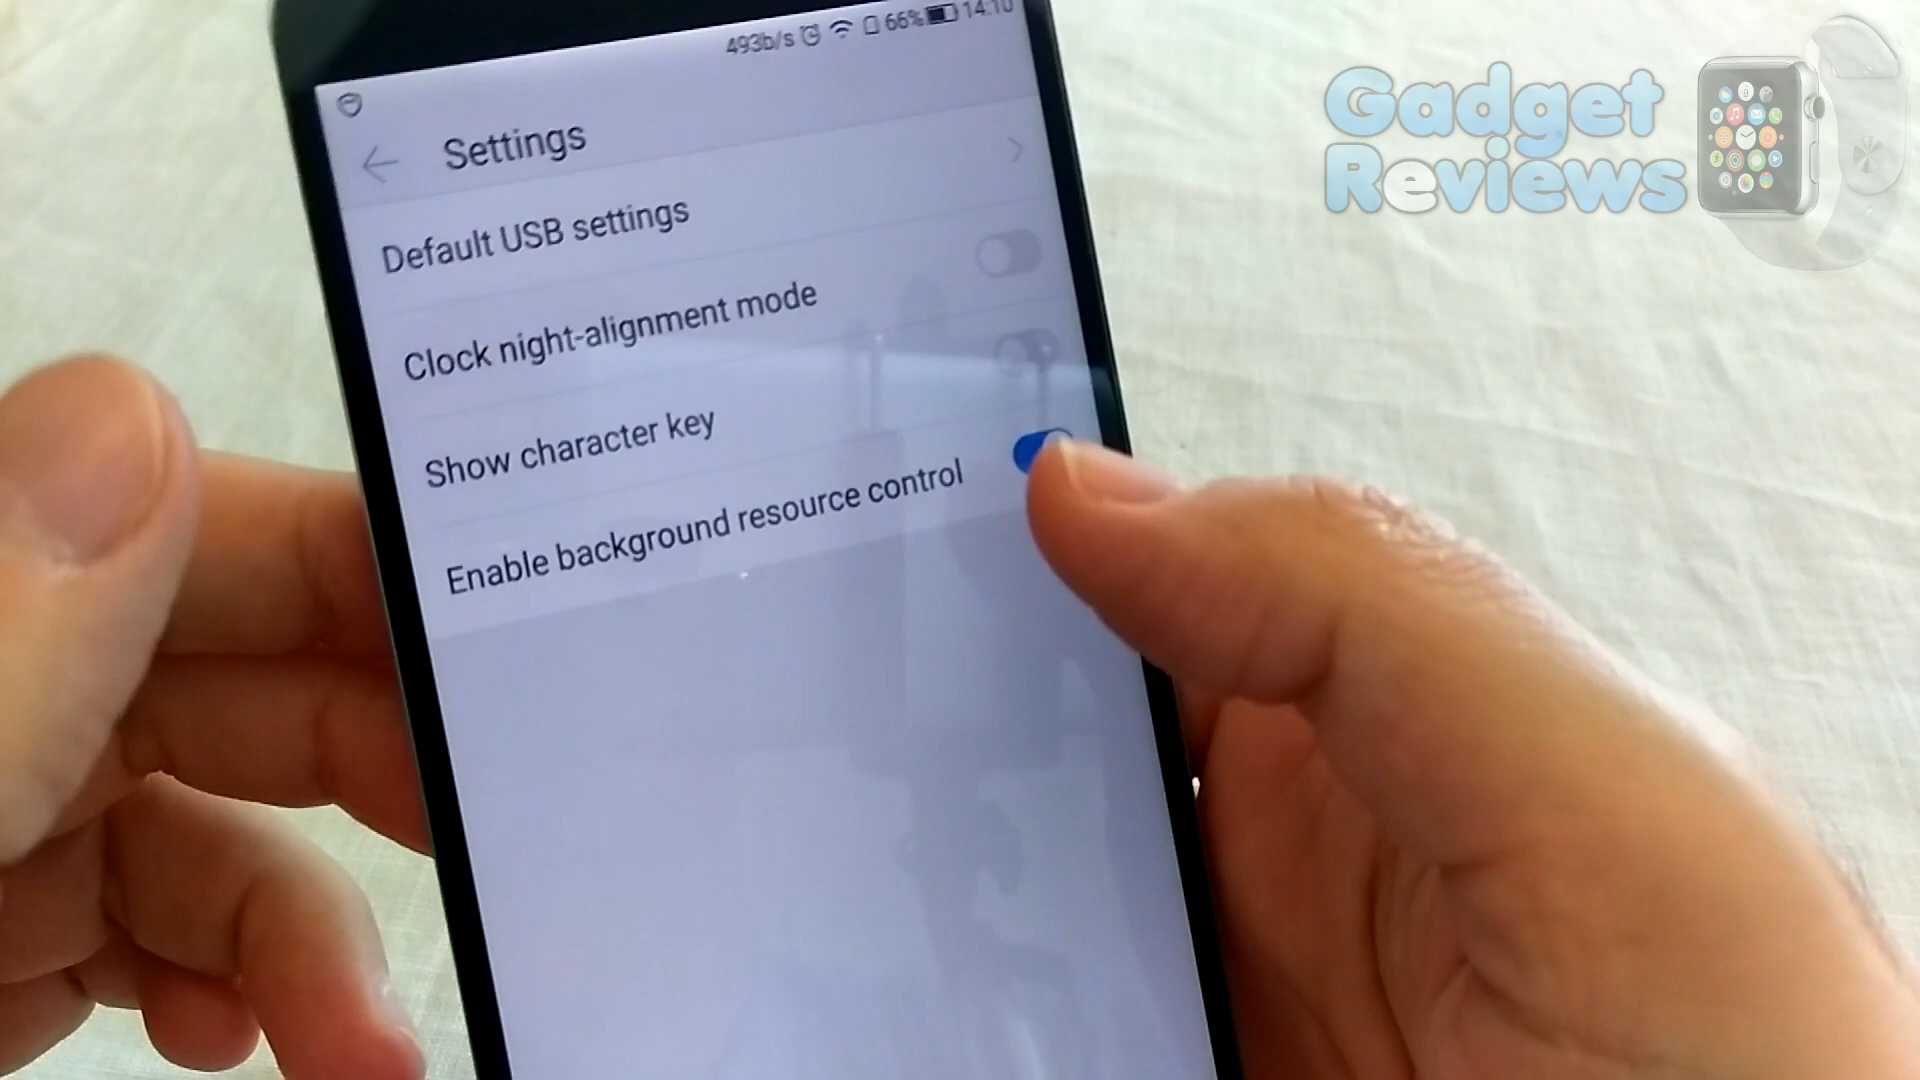 493b/s 66% 14:10
Settings
Default USB settings
Clock night-alignment mode
Show character key
Enable background resource control
Gadget
Reviews